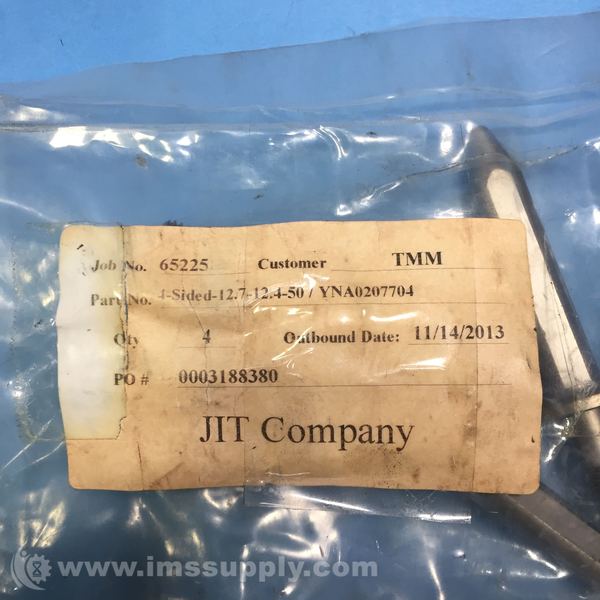 Job No. 65225 Customer TMM
Part No. 4-Sided-12.7-12.4-50 / YNA0207704
Qty 4 Outbound Date: 11/14/2013
PO # 0003188380
JIT Company
www.imssupply.com